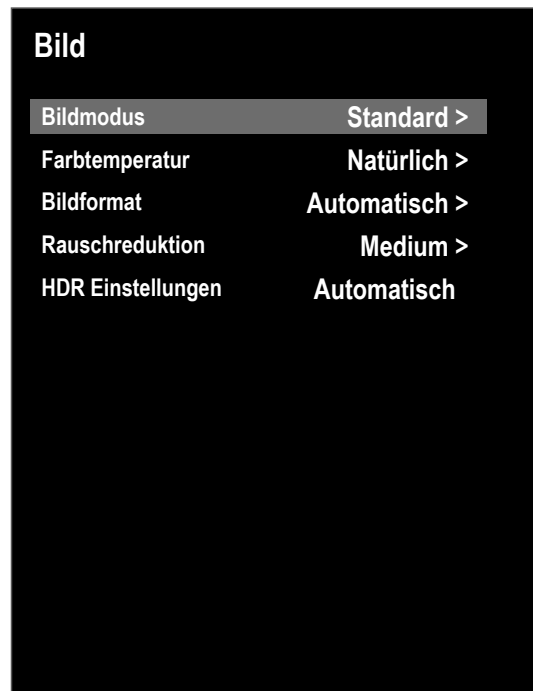 Bild
Bildmodus Standard >
Farbtemperatur Natürlich >
Bildformat Automatisch >
Rauschreduktion Medium >
HDR Einstellungen Automatisch